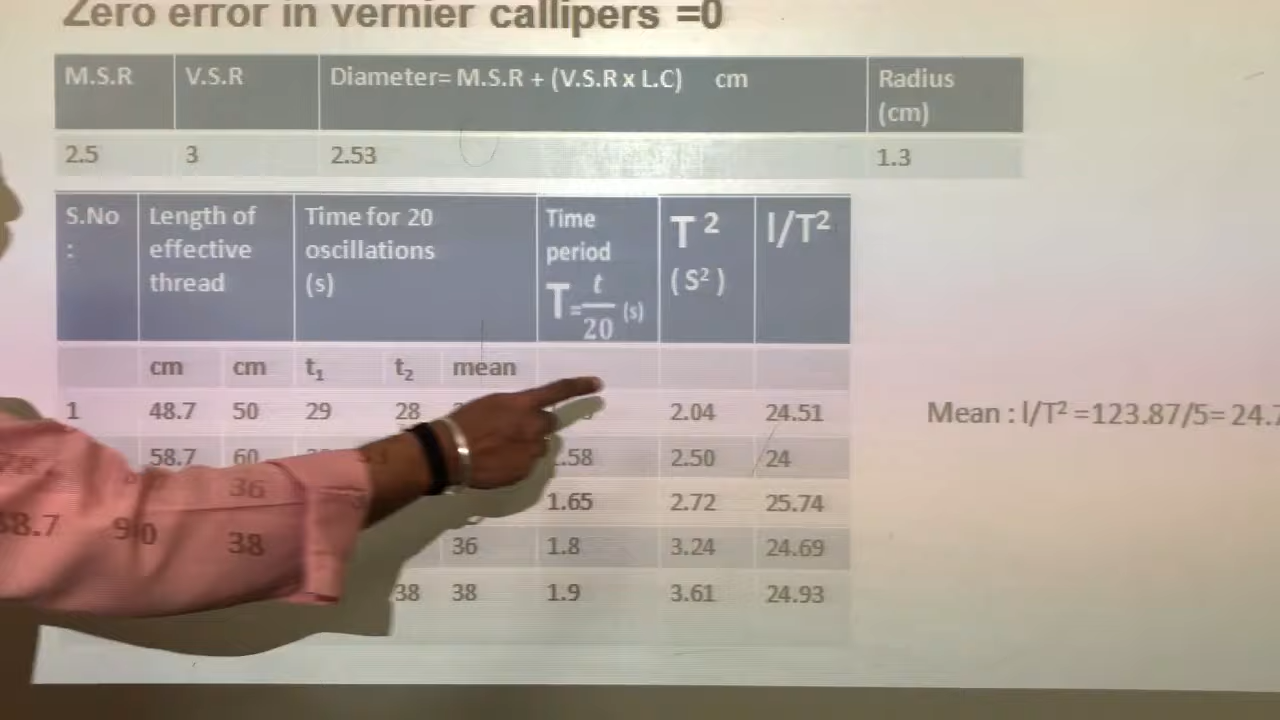 Zero error in vernier callipers =0
M.S.R V.S.R Diameter= M.S.R + (V.S.R x L.C) cm Radius (cm)
2.5 3 2.53 1.3
S.No : Length of effective thread Time for 20 oscillations (s) Time period T=t/20 (s) T² (S²) l/T²
cm cm t₁ t₂ mean
1 48.7 50 29 28 2.04 24.51
Mean : l/T² =123.87/5= 24.
58.7 60 .58 2.50 24
36 1.65 2.72 25.74
90 38 36 1.8 3.24 24.69
38 38 1.9 3.61 24.93